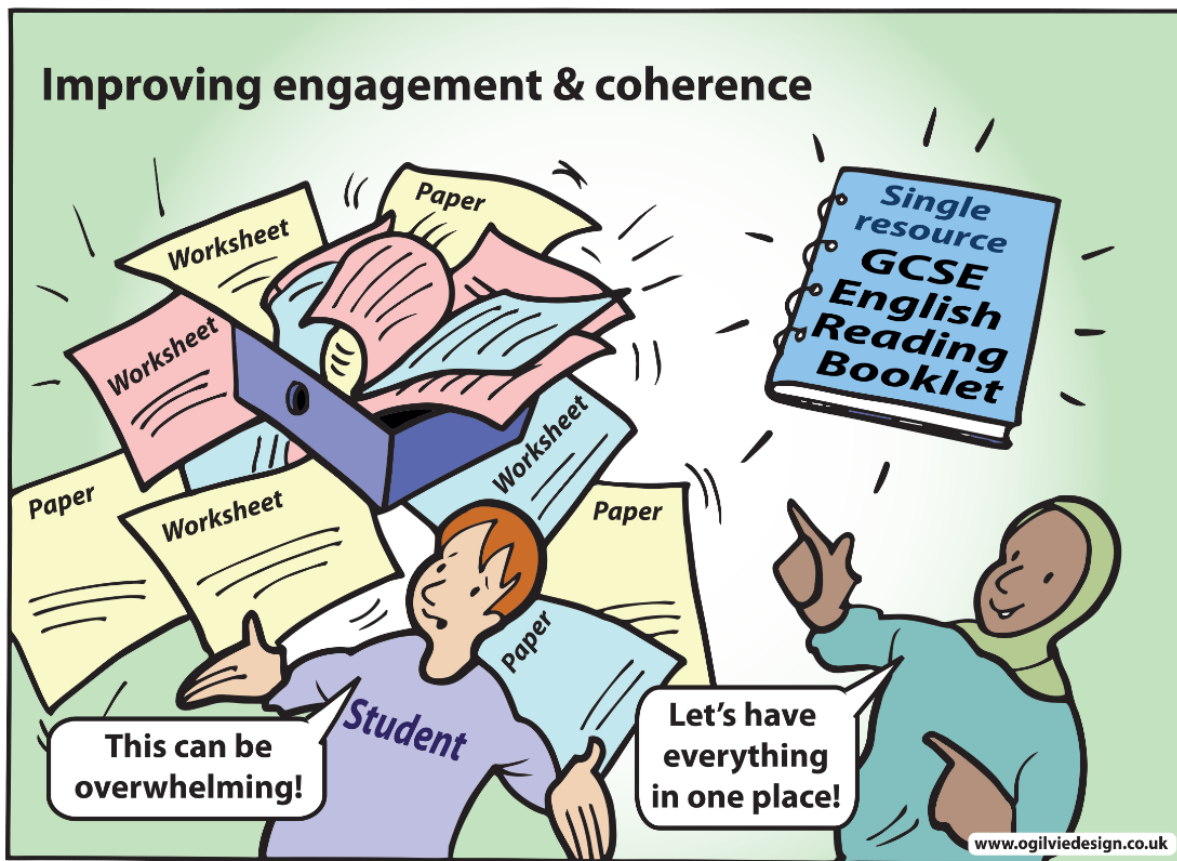 Improving engagement & coherence
Paper
Worksheet
Worksheet
Worksheet
Paper
Worksheet
Paper
Paper
Single
resource
GCSE
English
Reading
Booklet
Student
This can be
overwhelming!
Let's have
everything
in one place!
www.ogilviedesign.co.uk